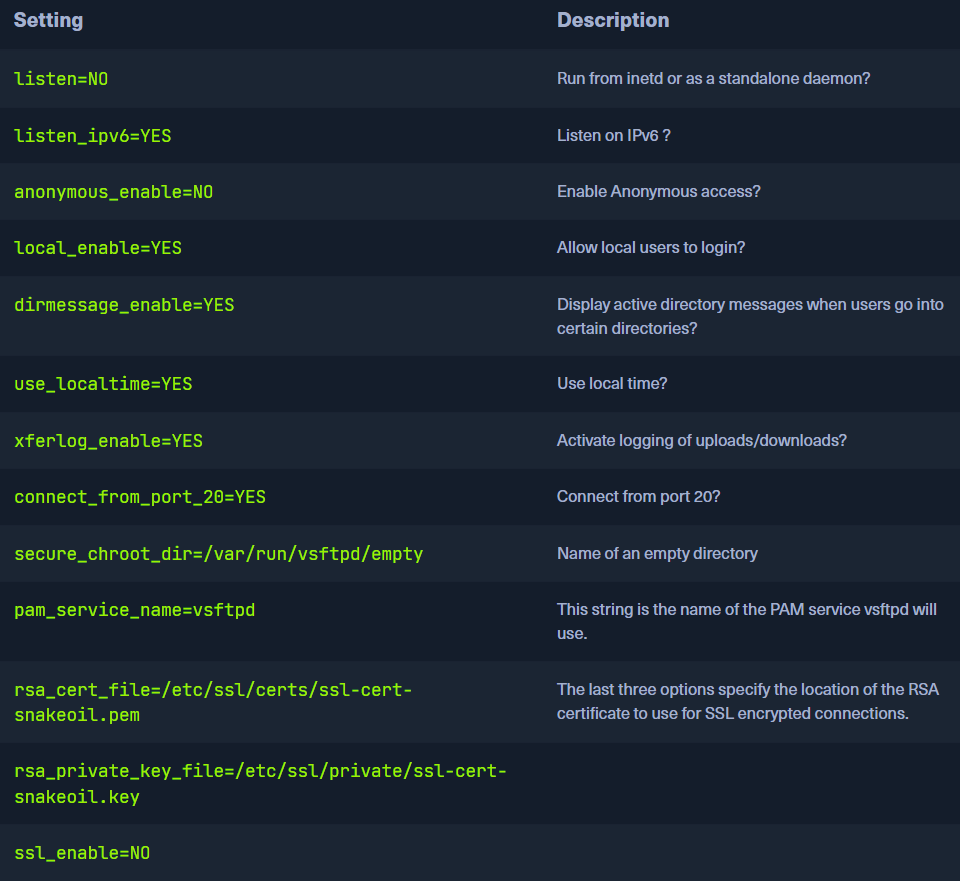 Setting Description
listen=NO Run from inetd or as a standalone daemon?
listen_ipv6=YES Listen on IPv6 ?
anonymous_enable=NO Enable Anonymous access?
local_enable=YES Allow local users to login?
dirmessage_enable=YES Display active directory messages when users go into
certain directories?
use_localtime=YES Use local time?
xferlog_enable=YES Activate logging of uploads/downloads?
connect_from_port_20=YES Connect from port 20?
secure_chroot_dir=/var/run/vsftpd/empty Name of an empty directory
pam_service_name=vsftpd This string is the name of the PAM service vsftpd will
use.
rsa_cert_file=/etc/ssl/certs/ssl-cert- The last three options specify the location of the RSA
snakeoil.pem certificate to use for SSL encrypted connections.
rsa_private_key_file=/etc/ssl/private/ssl-cert-
snakeoil.key
ssl_enable=NO